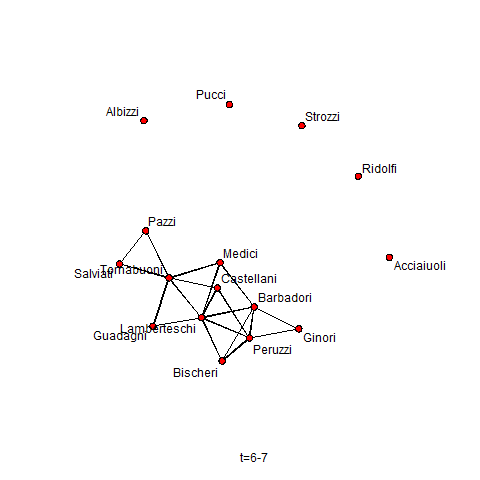 Pucci
Albizzi
Strozzi
Ridolfi
Pazzi
Medici
Acciaiuoli
Salviati
Tornabuoni
Castellani
Barbadori
Guadagni
Lamberteschi
Ginori
Peruzzi
Bischeri
t=6-7